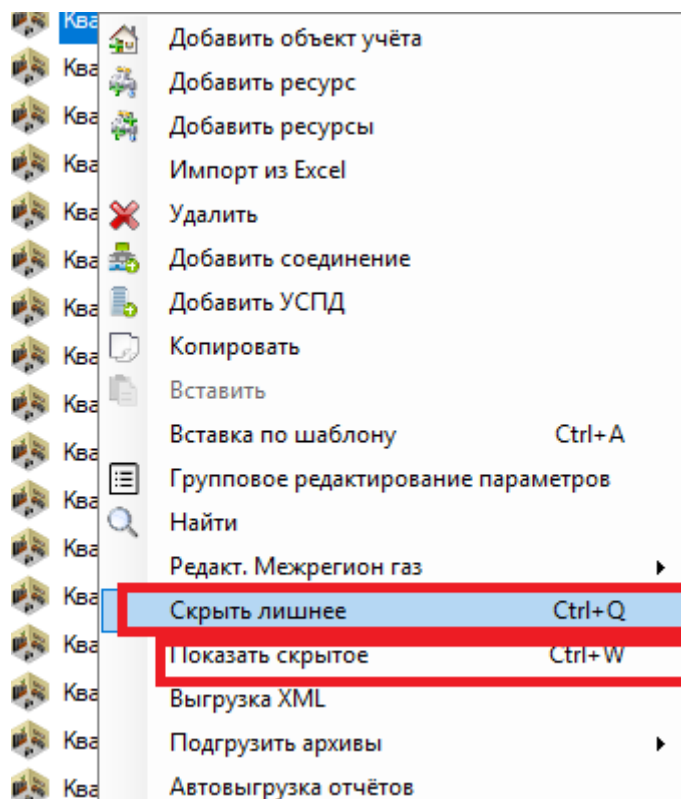 Ква
Добавить объект учёта
Ква
Добавить ресурс
Ква
Добавить ресурсы
Ква
Импорт из Excel
Ква
Удалить
Ква
Добавить соединение
Ква
Добавить УСПД
Ква
Копировать
Ква
Вставить
Ква
Вставка по шаблону Ctrl+A
Ква
Групповое редактирование параметров
Ква
Найти
Ква
Редакт. Межрегион газ
Ква
Скрыть лишнее Ctrl+Q
Ква
Показать скрытое Ctrl+W
Ква
Выгрузка XML
Ква
Подгрузить архивы
Ква
Автовыгрузка отчётов